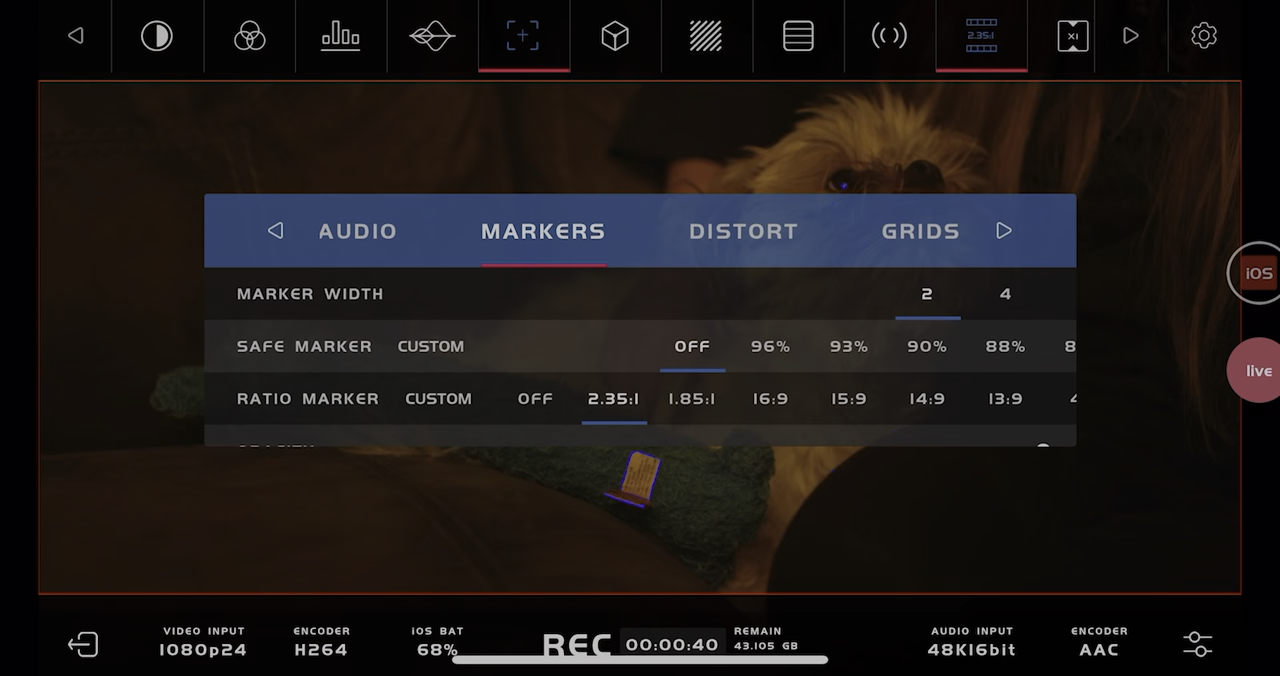 2.35:1
XI
AUDIO MARKERS DISTORT GRIDS
MARKER WIDTH 2 4
SAFE MARKER CUSTOM OFF 96% 93% 90% 88% 8
RATIO MARKER CUSTOM OFF 2.35:1 1.85:1 16:9 15:9 14:9 13:9 4
iOS
live
VIDEO INPUT
1080p24
ENCODER
H264
iOS BAT
68%
REC 00:00:40
REMAIN
43.105 GB
AUDIO INPUT
48K16bit
ENCODER
AAC